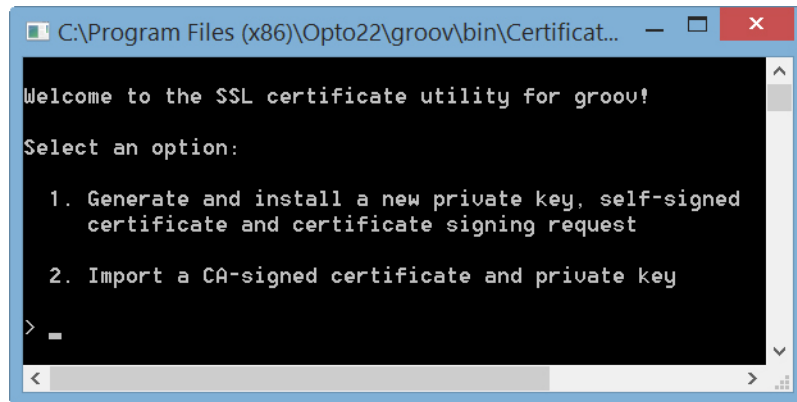 C:\Program Files (x86)\Opto22\groov\bin\Certificat...
Welcome to the SSL certificate utility for groov!
Select an option:
1. Generate and install a new private key, self-signed
certificate and certificate signing request
2. Import a CA-signed certificate and private key
> _